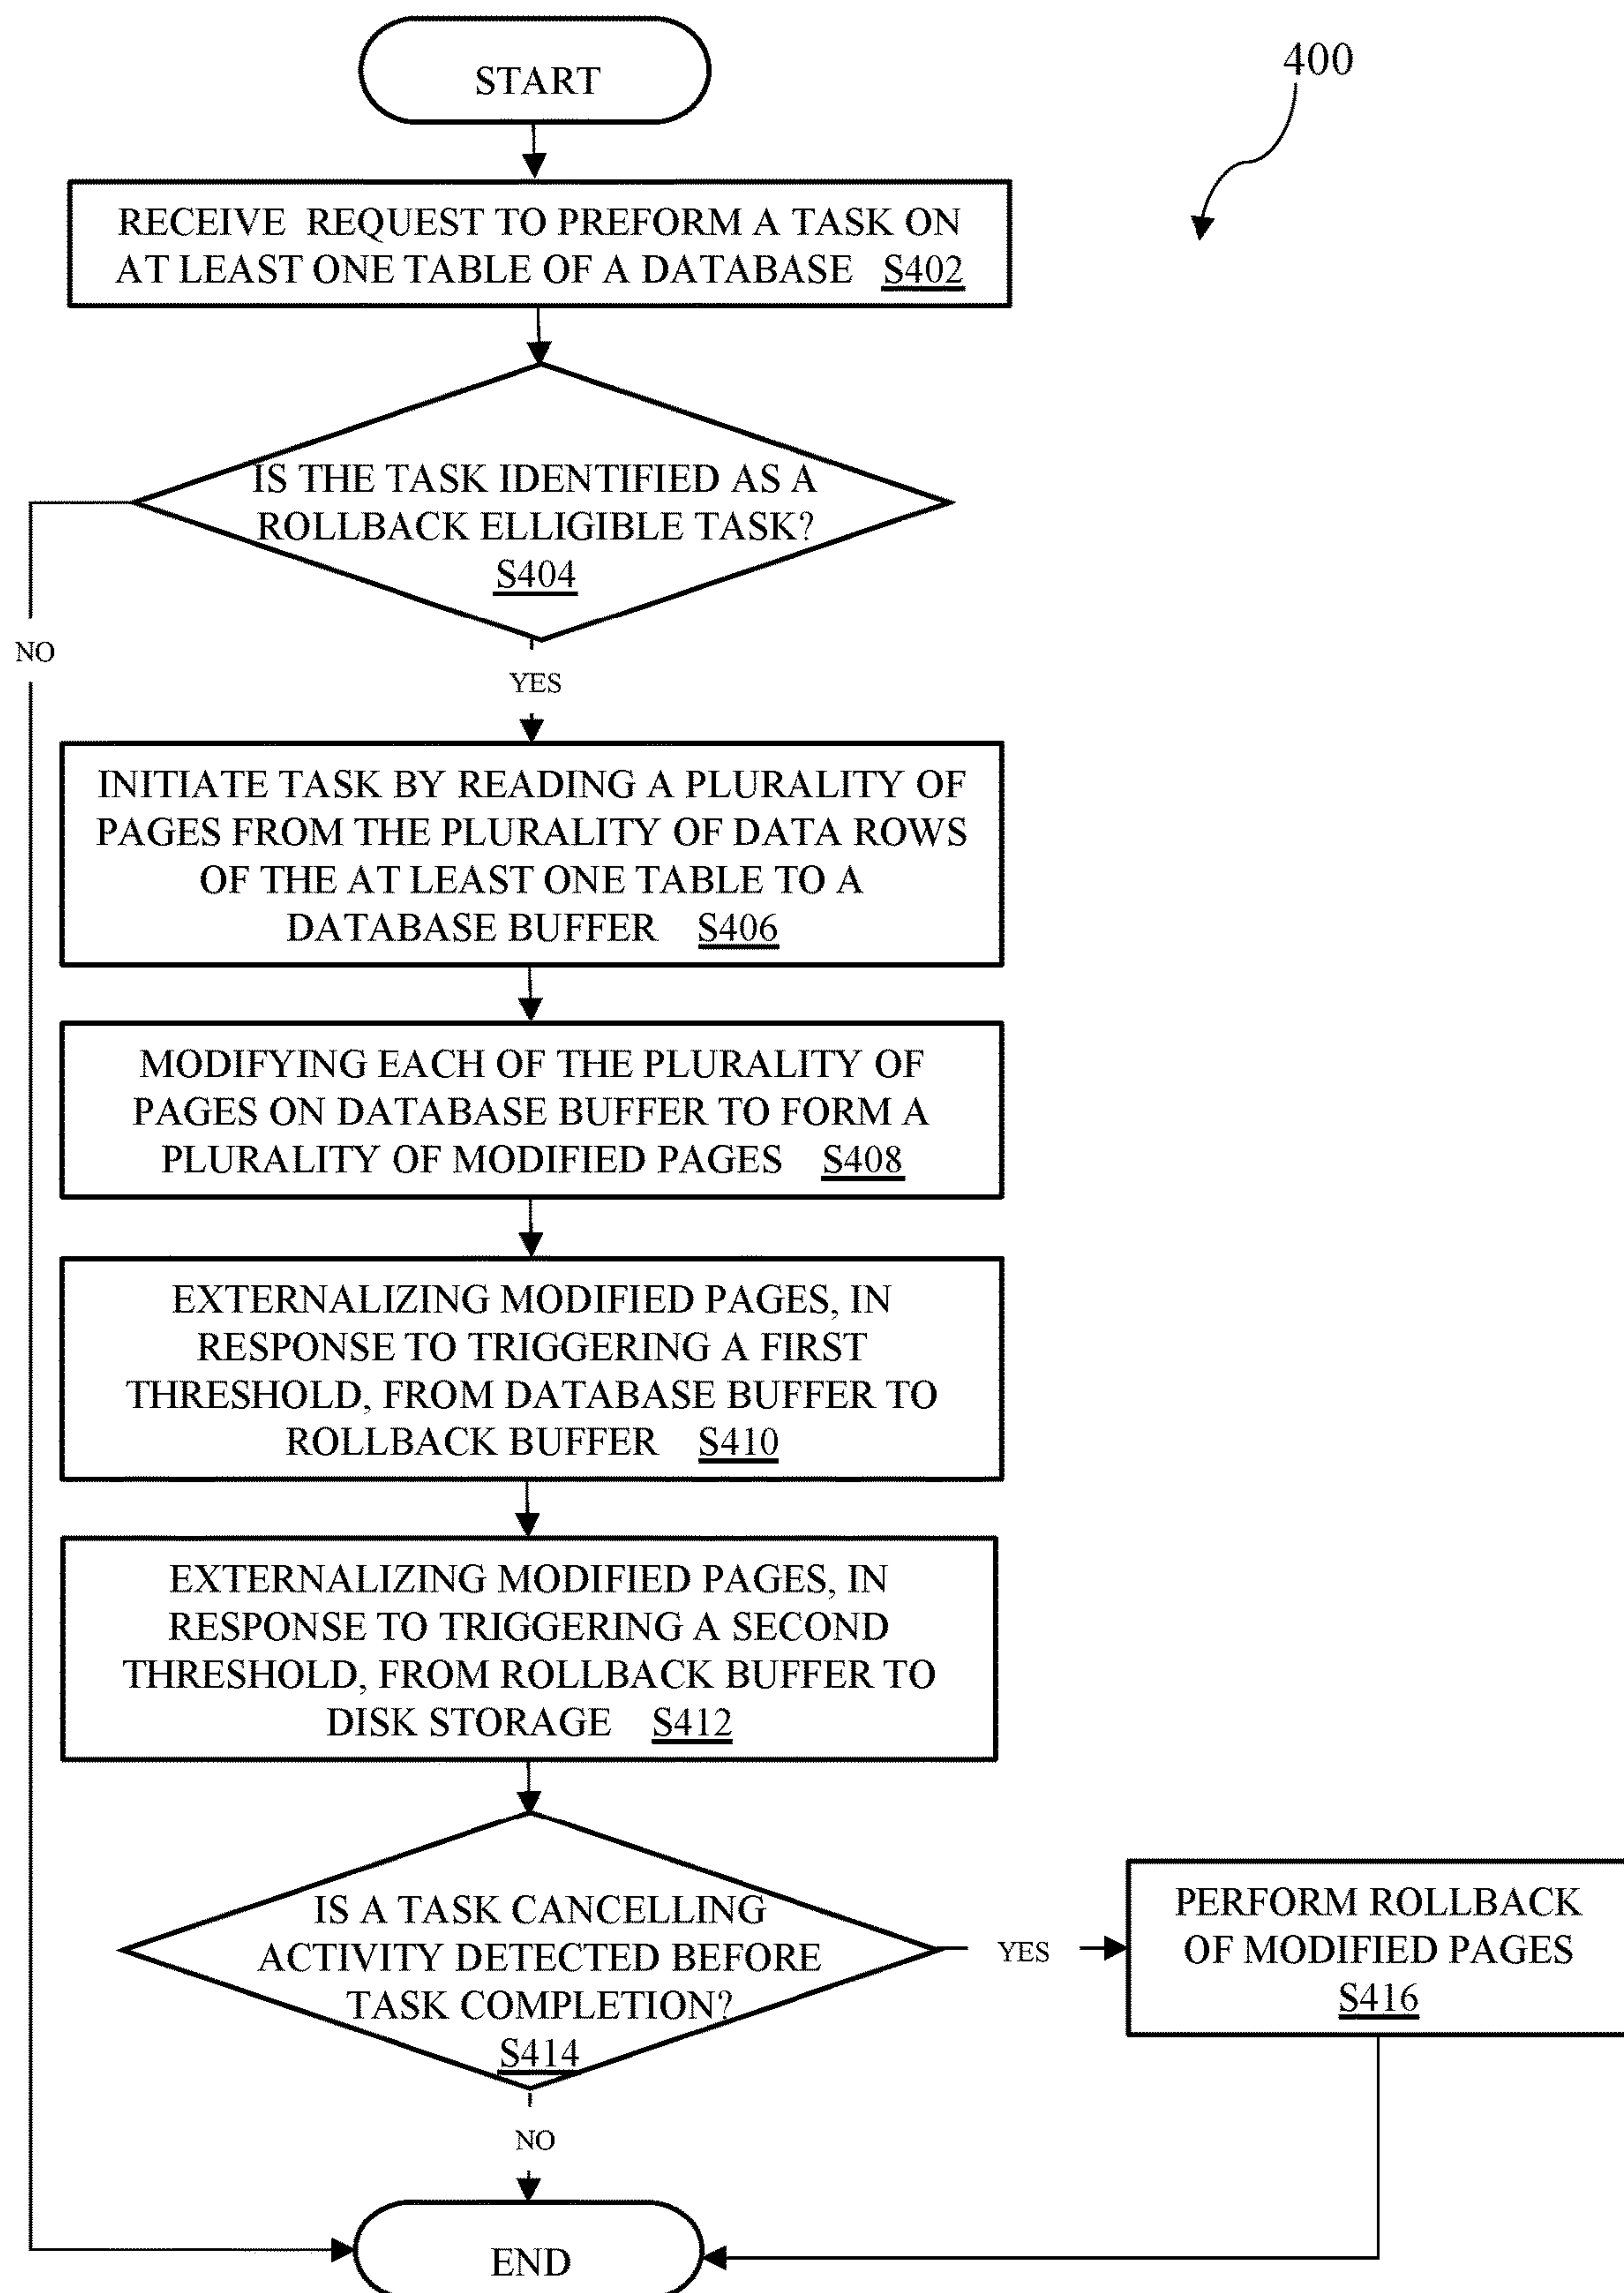 START
400
RECEIVE REQUEST TO PREFORM A TASK ON
AT LEAST ONE TABLE OF A DATABASE S402
IS THE TASK IDENTIFIED AS A
ROLLBACK ELLIGIBLE TASK?
S404
NO
YES
INITIATE TASK BY READING A PLURALITY OF
PAGES FROM THE PLURALITY OF DATA ROWS
OF THE AT LEAST ONE TABLE TO A
DATABASE BUFFER S406
MODIFYING EACH OF THE PLURALITY OF
PAGES ON DATABASE BUFFER TO FORM A
PLURALITY OF MODIFIED PAGES S408
EXTERNALIZING MODIFIED PAGES, IN
RESPONSE TO TRIGGERING A FIRST
THRESHOLD, FROM DATABASE BUFFER TO
ROLLBACK BUFFER S410
EXTERNALIZING MODIFIED PAGES, IN
RESPONSE TO TRIGGERING A SECOND
THRESHOLD, FROM ROLLBACK BUFFER TO
DISK STORAGE S412
IS A TASK CANCELLING
ACTIVITY DETECTED BEFORE
TASK COMPLETION?
S414
YES
PERFORM ROLLBACK
OF MODIFIED PAGES
S416
NO
END